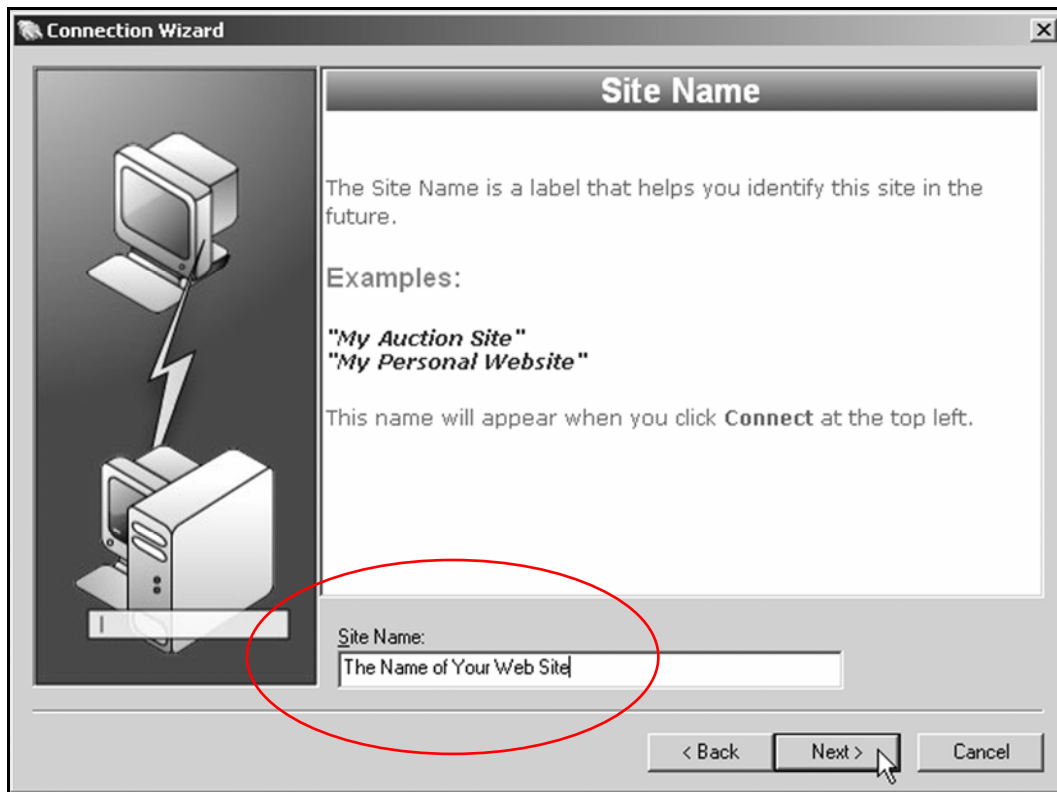 Connection Wizard
Site Name
The Site Name is a label that helps you identify this site in the
future.
Examples:
"My Auction Site"
"My Personal Website"
This name will appear when you click Connect at the top left.
Site Name:
The Name of Your Web Site
< Back
Next >
Cancel